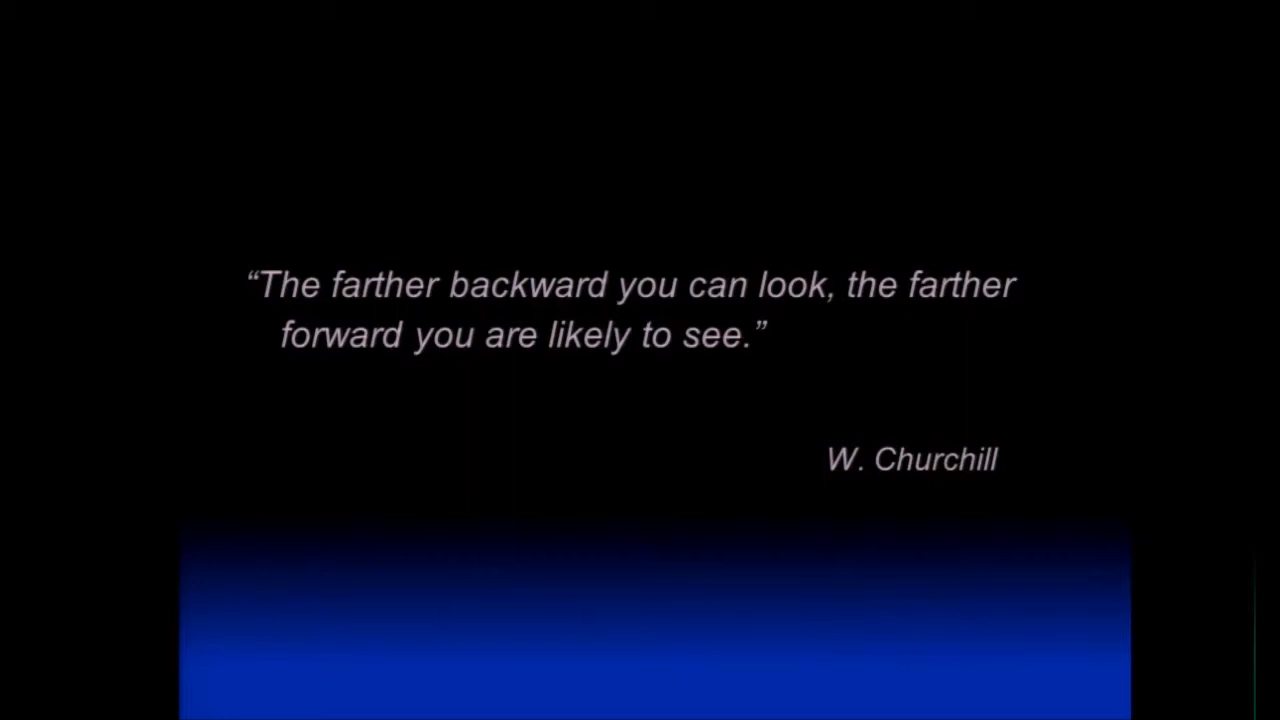 “The farther backward you can look, the farther
forward you are likely to see.”
W. Churchill